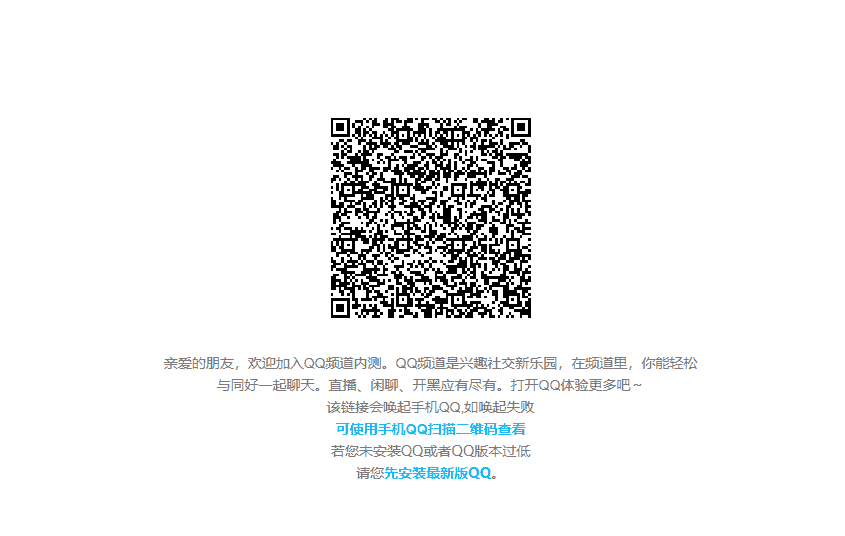 亲爱的朋友，欢迎加入QQ频道内测。QQ频道是兴趣社交新乐园，在频道里，你能轻松
与同好一起聊天。直播、闲聊、开黑应有尽有。打开QQ体验更多吧～
该链接会唤起手机QQ,如唤起失败
可使用手机QQ扫描二维码查看
若您未安装QQ或者QQ版本过低
请您先安装最新版QQ。